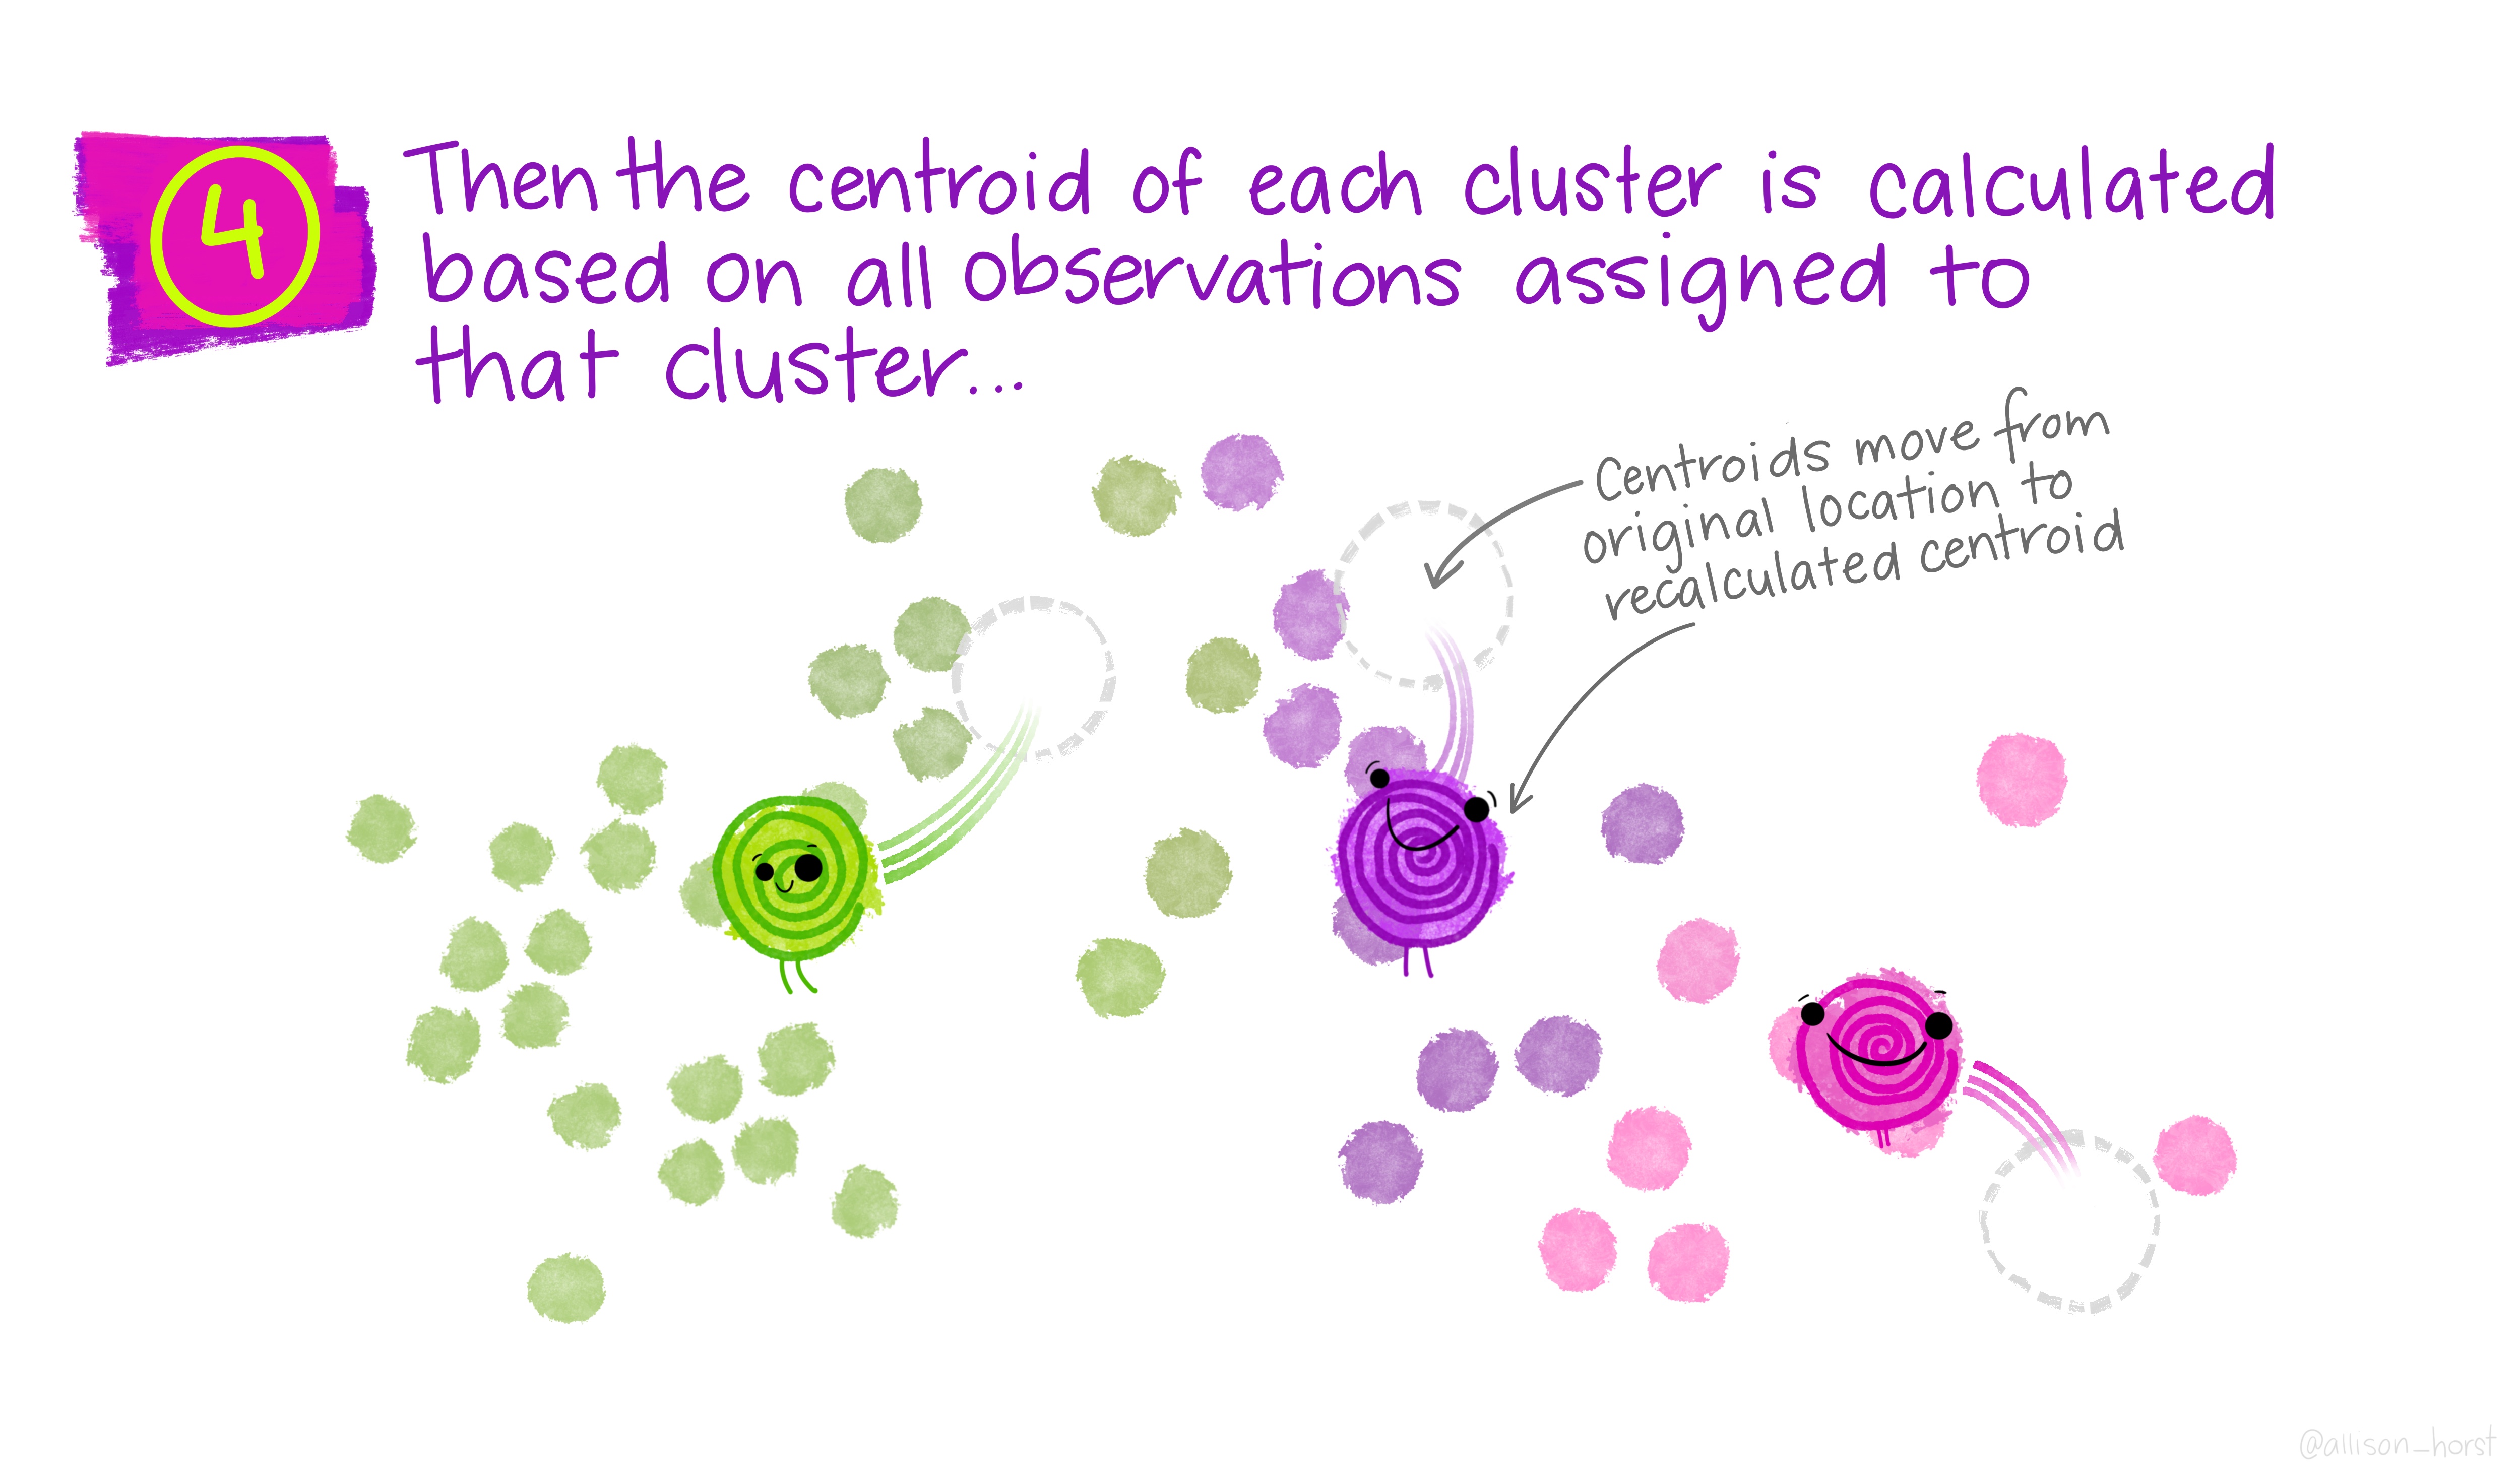 4
Then the centroid of each cluster is calculated
based on all observations assigned to
that cluster...
Centroids move from
original location to
recalculated centroid
@allison_horst